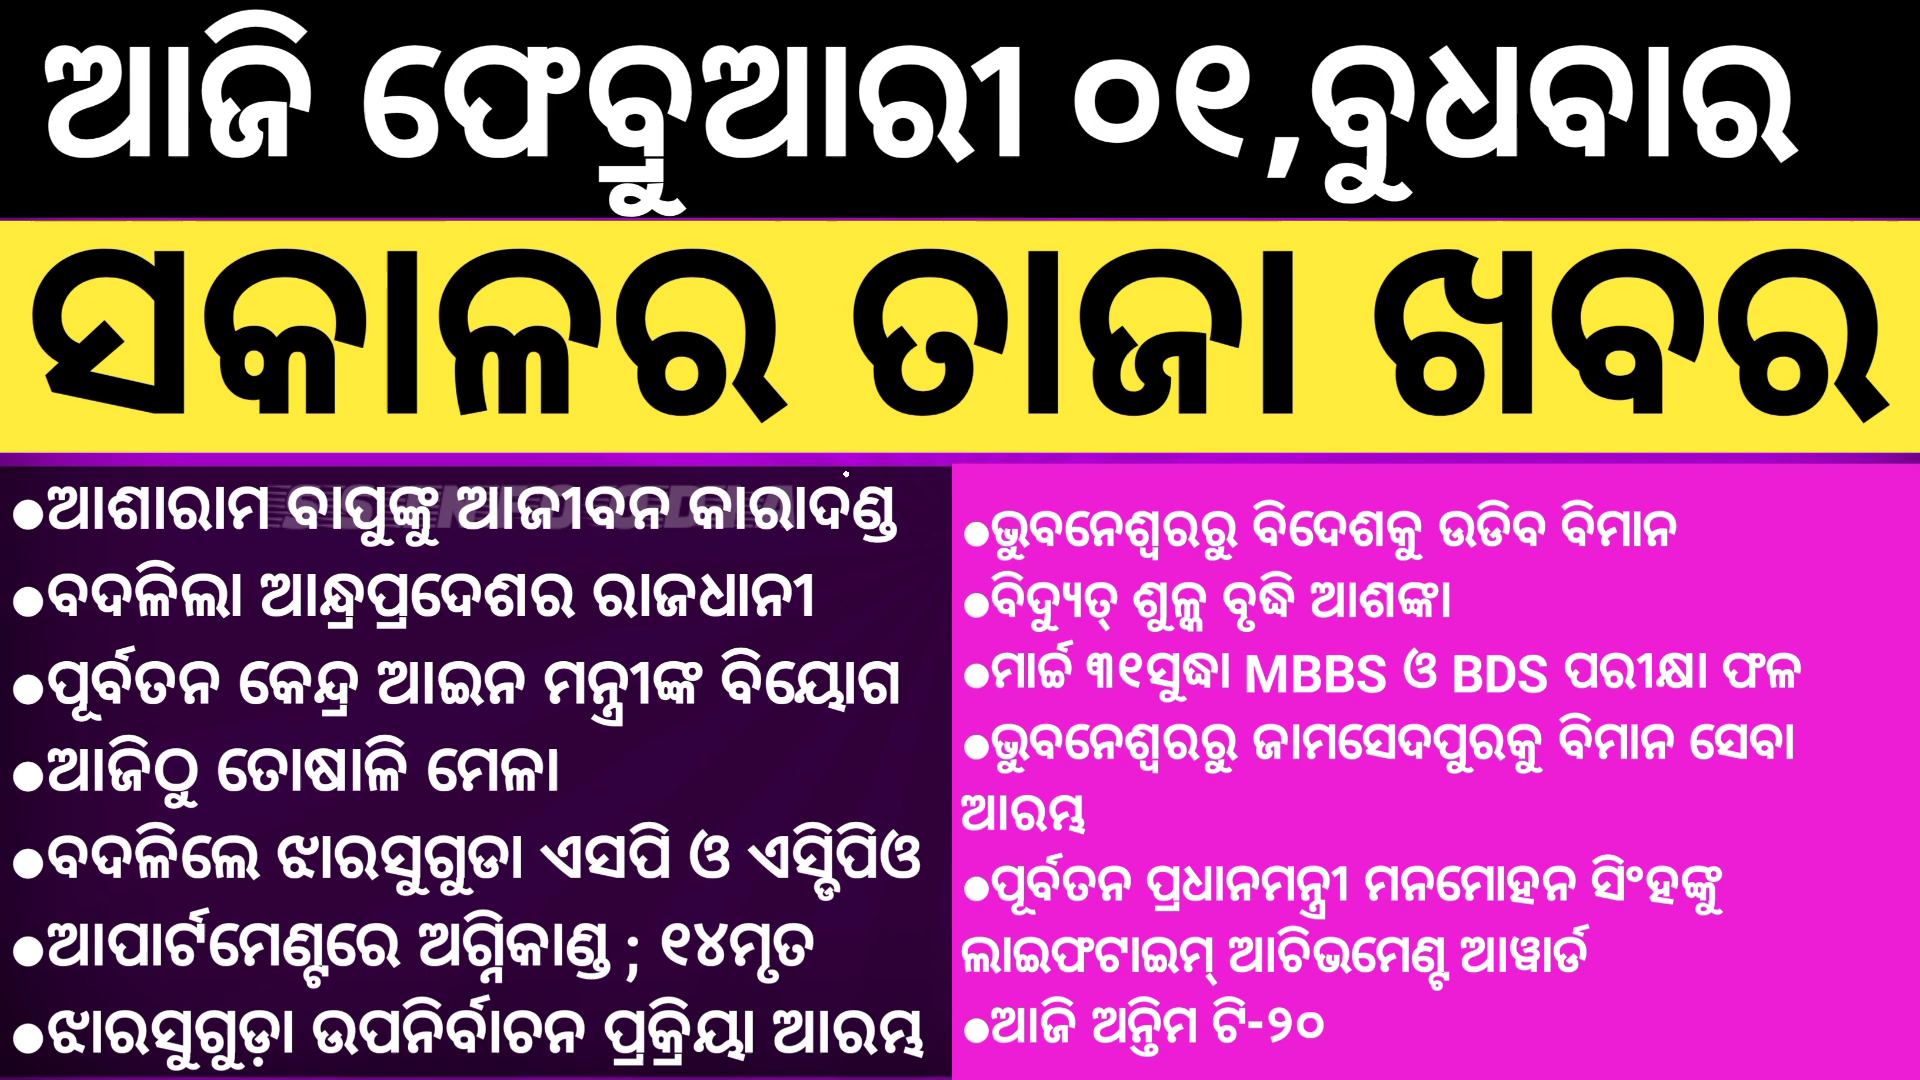 ଆଜି ଫେବ୍ରୁଆରୀ ୦୧,ବୁଧବାର
ସକାଳର ତାଜା ଖବର
●ଆଶାରାମ ବାପୁଙ୍କୁ ଆଜୀବନ କାରାଦଂଣ୍ଡ
●ବଦଳିଲା ଆନ୍ଧ୍ରପ୍ରଦେଶର ରାଜଧାନୀ
●ପୂର୍ବତନ କେନ୍ଦ୍ର ଆଇନ ମନ୍ତ୍ରୀଙ୍କ ବିୟୋଗ
●ଆଜିଠୁ ତୋଷାଳି ମେଳା
●ବଦଳିଲେ ଝାରସୁଗୁଡା ଏସପି ଓ ଏସ୍ଡିପିଓ
●ଆପାର୍ଟମେଣ୍ଟରେ ଅଗ୍ନିକାଣ୍ଡ ; ୧୪ମୃତ
●ଝାରସୁଗୁଡ଼ା ଉପନିର୍ବାଚନ ପ୍ରକ୍ରିୟା ଆରମ୍ଭ
●ଭୁବନେଶ୍ୱରରୁ ବିଦେଶକୁ ଉଡିବ ବିମାନ
●ବିଦ୍ୟୁତ୍ ଶୁଳ୍କ ବୃଦ୍ଧି ଆଶଙ୍କା
●ମାର୍ଚ୍ଚ ୩୧ସୁଦ୍ଧା MBBS ଓ BDS ପରୀକ୍ଷା ଫଳ
●ଭୁବନେଶ୍ୱରରୁ ଜାମସେଦପୁରକୁ ବିମାନ ସେବା
ଆରମ୍ଭ
●ପୂର୍ବତନ ପ୍ରଧାନମନ୍ତ୍ରୀ ମନମୋହନ ସିଂହଙ୍କୁ
ଲାଇଫଟାଇମ୍ ଆଚିଭମେଣ୍ଟ ଆୱାର୍ଡ
●ଆଜି ଅନ୍ତିମ ଟି-୨୦